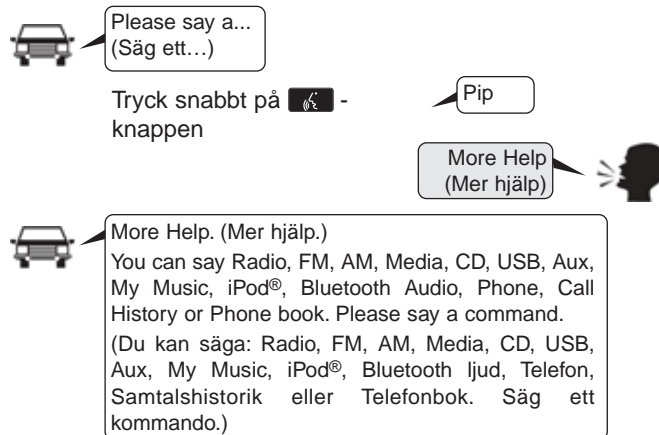 Please say a...
(Säg ett…)
Tryck snabbt på -
knappen
Pip
More Help
(Mer hjälp)
More Help. (Mer hjälp.)
You can say Radio, FM, AM, Media, CD, USB, Aux,
My Music, iPod®, Bluetooth Audio, Phone, Call
History or Phone book. Please say a command.
(Du kan säga: Radio, FM, AM, Media, CD, USB,
Aux, My Music, iPod®, Bluetooth ljud, Telefon,
Samtalshistorik eller Telefonbok. Säg ett
kommando.)